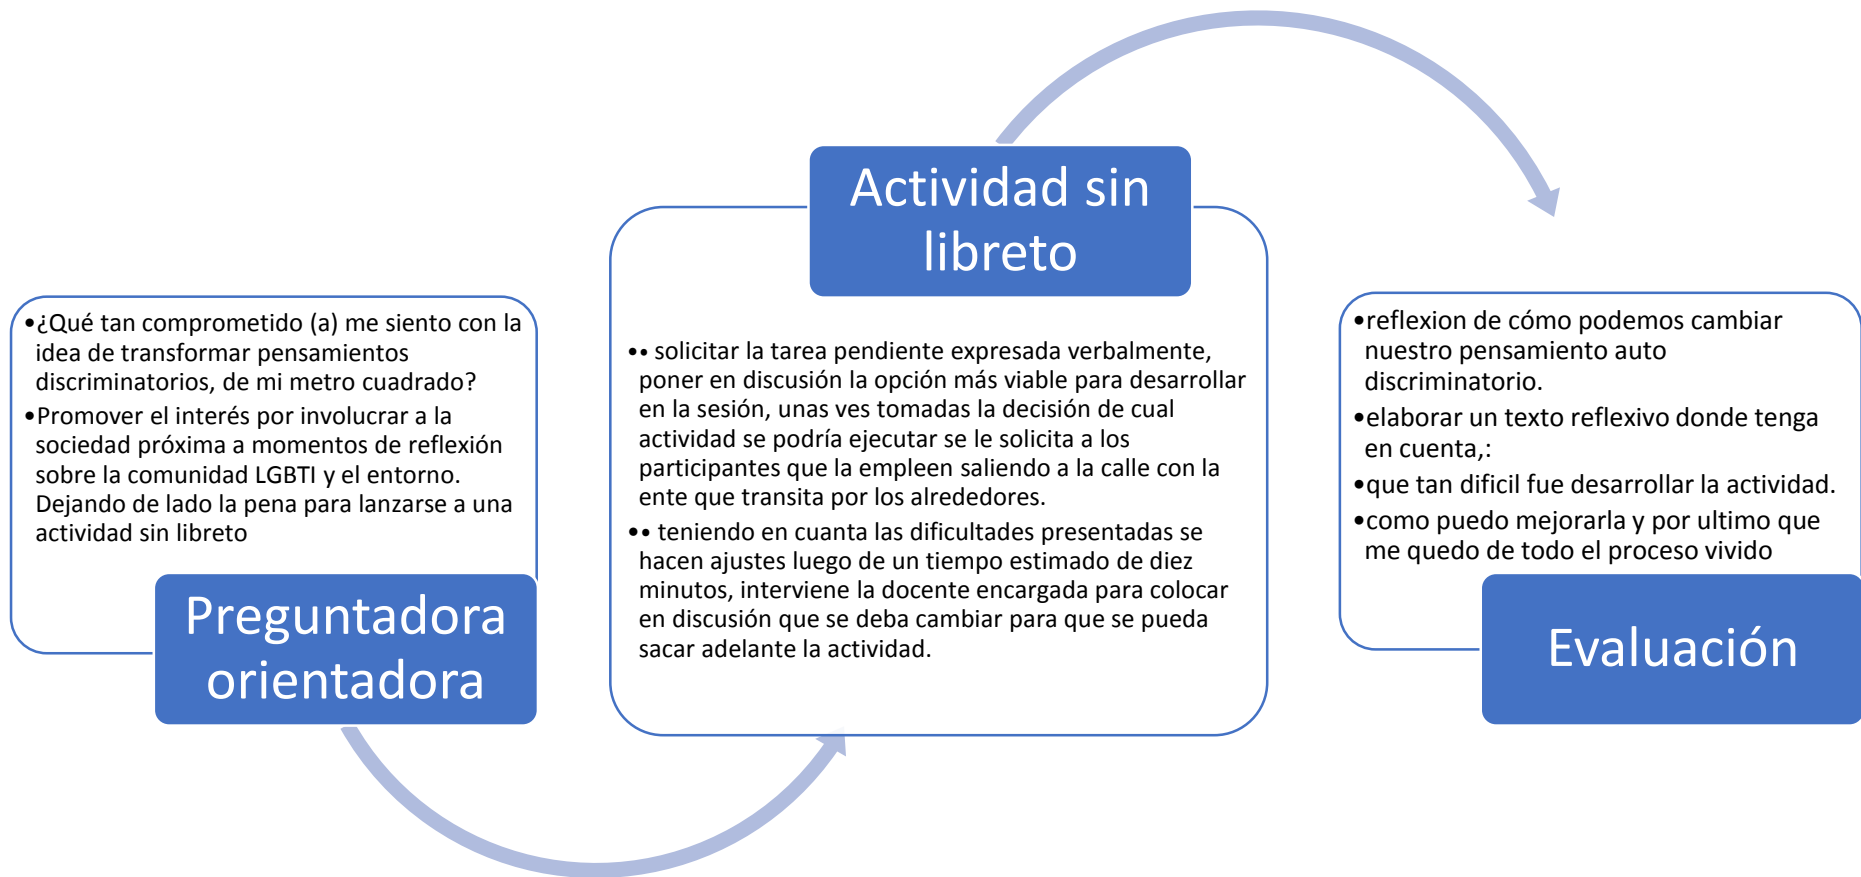 •¿Qué tan comprometido (a) me siento con la
idea de transformar pensamientos
discriminatorios, de mi metro cuadrado?
•Promover el interés por involucrar a la
sociedad próxima a momentos de reflexión
sobre la comunidad LGBTI y el entorno.
Dejando de lado la pena para lanzarse a una
actividad sin libreto
Preguntadora
orientadora
Actividad sin
libreto
•• solicitar la tarea pendiente expresada verbalmente,
poner en discusión la opción más viable para desarrollar
en la sesión, unas ves tomadas la decisión de cual
actividad se podría ejecutar se le solicita a los
participantes que la empleen saliendo a la calle con la
ente que transita por los alrededores.
•• teniendo en cuanta las dificultades presentadas se
hacen ajustes luego de un tiempo estimado de diez
minutos, interviene la docente encargada para colocar
en discusión que se deba cambiar para que se pueda
sacar adelante la actividad.
•reflexion de cómo podemos cambiar
nuestro pensamiento auto
discriminatorio.
•elaborar un texto reflexivo donde tenga
en cuenta,:
•que tan dificil fue desarrollar la actividad.
•como puedo mejorarla y por ultimo que
me quedo de todo el proceso vivido
Evaluación